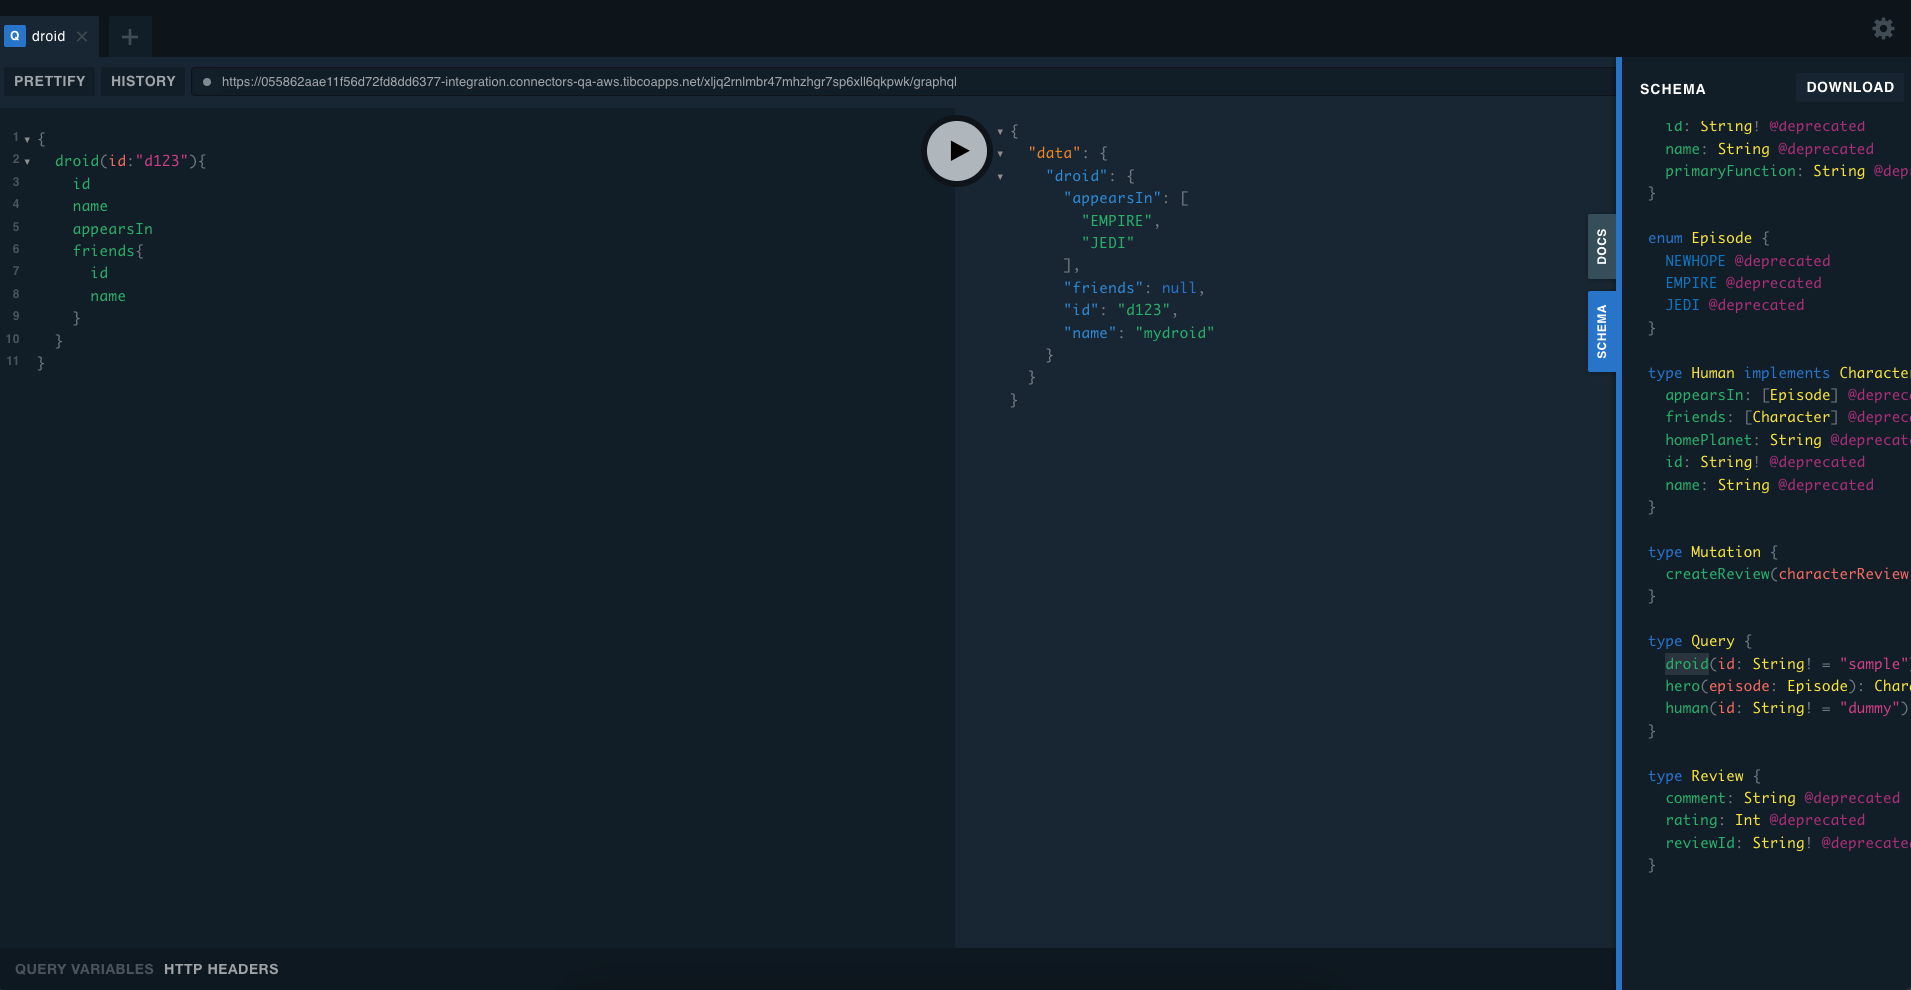 Q droid
PRETTIFY HISTORY https://055862aae11f56d72fd8dd6377-integration.connectors-qa-aws.tibcoapps.net/xljq2rnlmbr47mhzhgr7sp6xll6qkpwk/graphql
1 {
2 droid(id:"d123"){
3 id
4 name
5 appearsIn
6 friends{
7 id
8 name
9 }
10 }
11 }
{
"data": {
"droid": {
"appearsIn": [
"EMPIRE",
"JEDI"
],
"friends": null,
"id": "d123",
"name": "mydroid"
}
}
}
DOCS
SCHEMA
SCHEMA DOWNLOAD
id: String! @deprecated
name: String @deprecated
primaryFunction: String @dep
}
enum Episode {
NEWHOPE @deprecated
EMPIRE @deprecated
JEDI @deprecated
}
type Human implements Character
appearsIn: [Episode] @deprec
friends: [Character] @deprec
homePlanet: String @deprecat
id: String! @deprecated
name: String @deprecated
}
type Mutation {
createReview(characterReview
}
type Query {
droid(id: String! = "sample")
hero(episode: Episode): Char
human(id: String! = "dummy")
}
type Review {
comment: String @deprecated
rating: Int @deprecated
reviewId: String! @deprecated
}
QUERY VARIABLES HTTP HEADERS